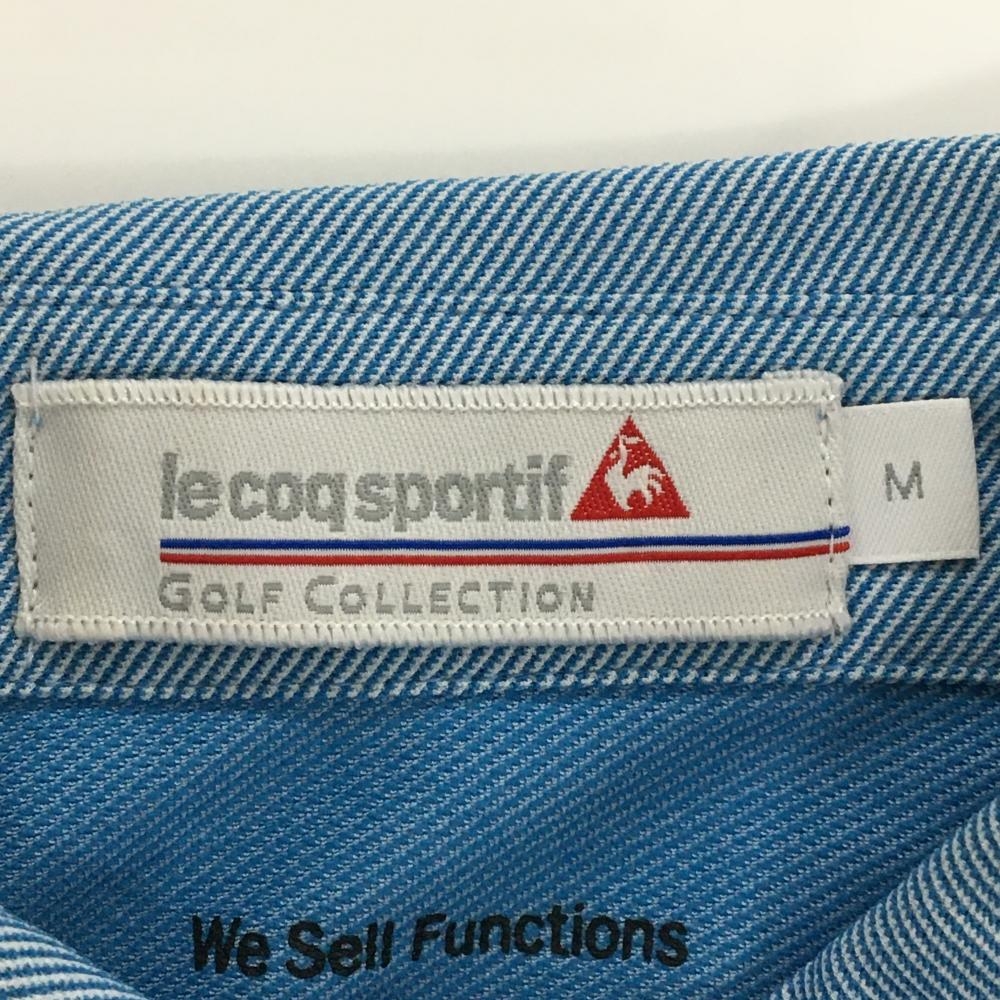 le coq sportif
GOLF COLLECTION
M
We Sell Functions